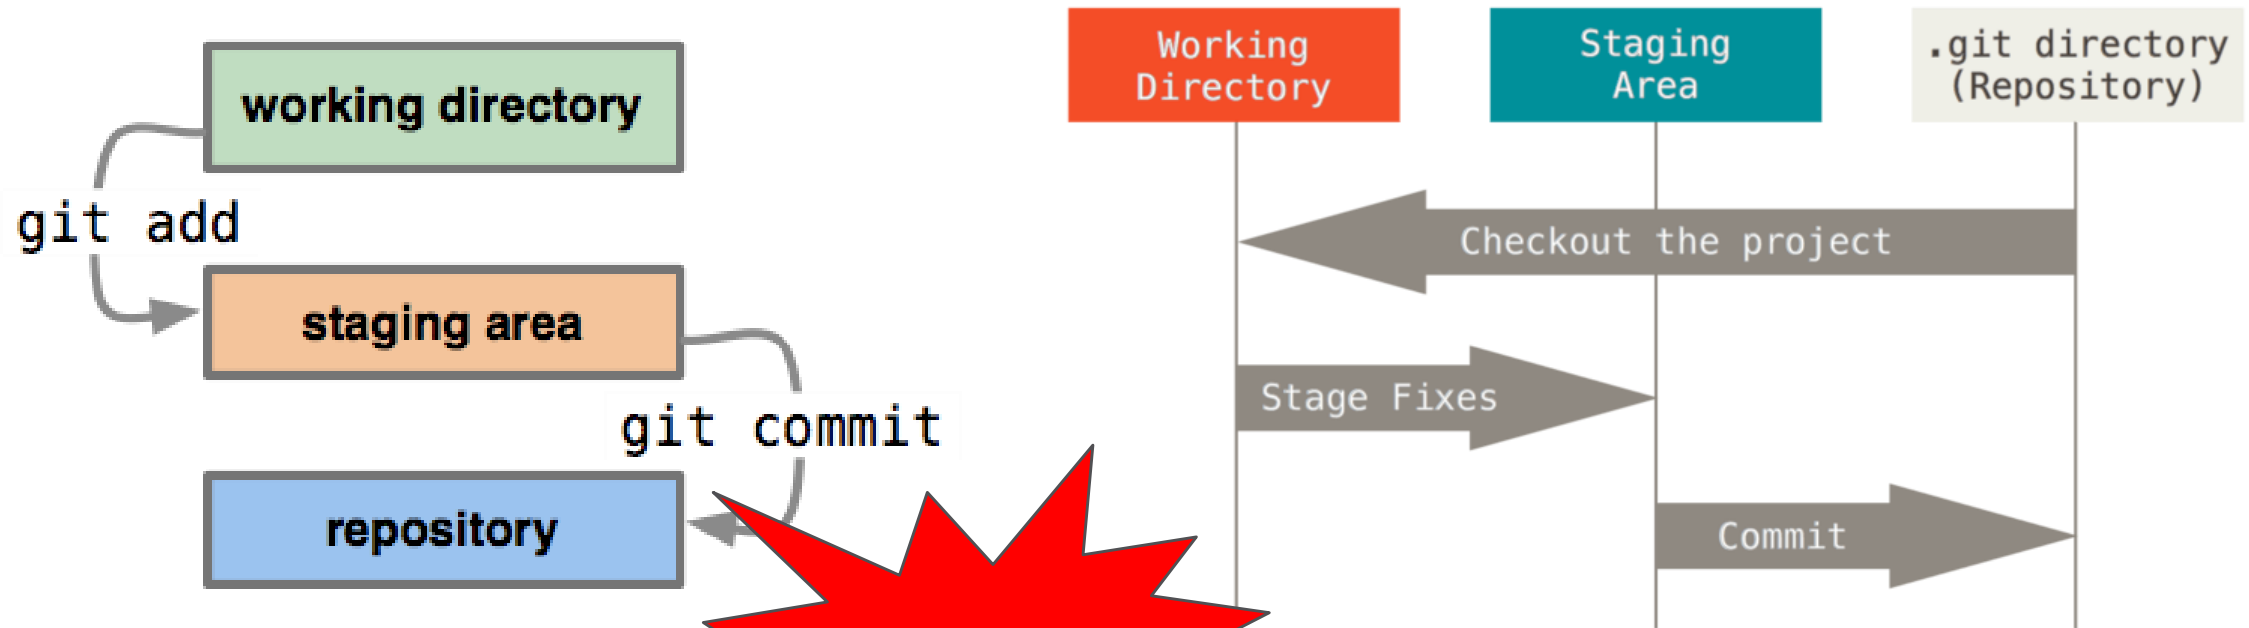 working directory
git add
staging area
git commit
repository
Working
Directory
Staging
Area
.git directory
(Repository)
Checkout the project
Stage Fixes
Commit